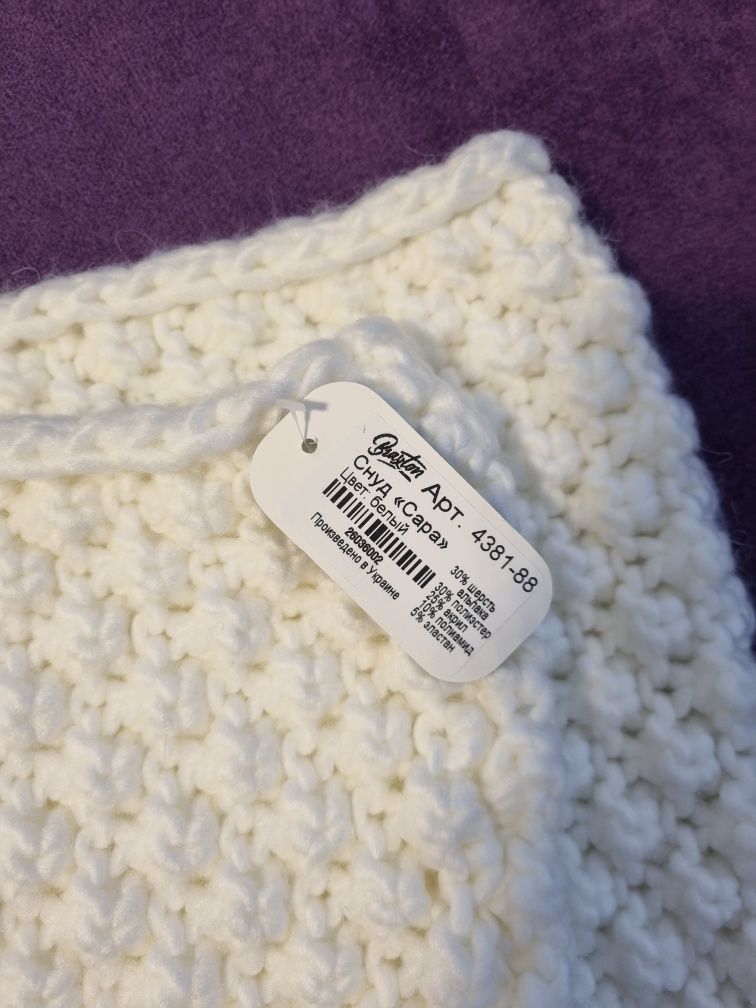 Braxton
Арт. 4381-88
Снуд «Сара»
Цвет: белый
26036002
Произведено в Украине
30% шерсть
альпака
30% полиэстер
25% акрил
10% полиамид
5% эластан